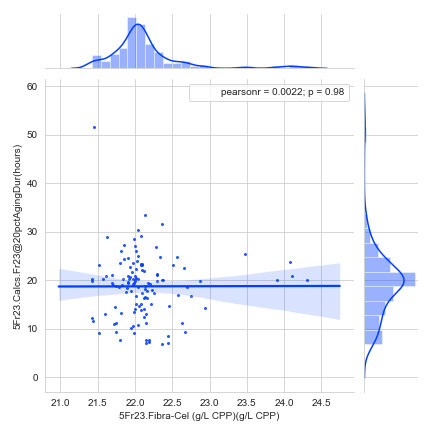 pearsonr = 0.0022; p = 0.98
60
50
40
30
20
10
0
5Fr23.Calcs.Fr23@20pctAgingDur(hours)
21.0 21.5 22.0 22.5 23.0 23.5 24.0 24.5
5Fr23.Fibra-Cel (g/L CPP)(g/L CPP)